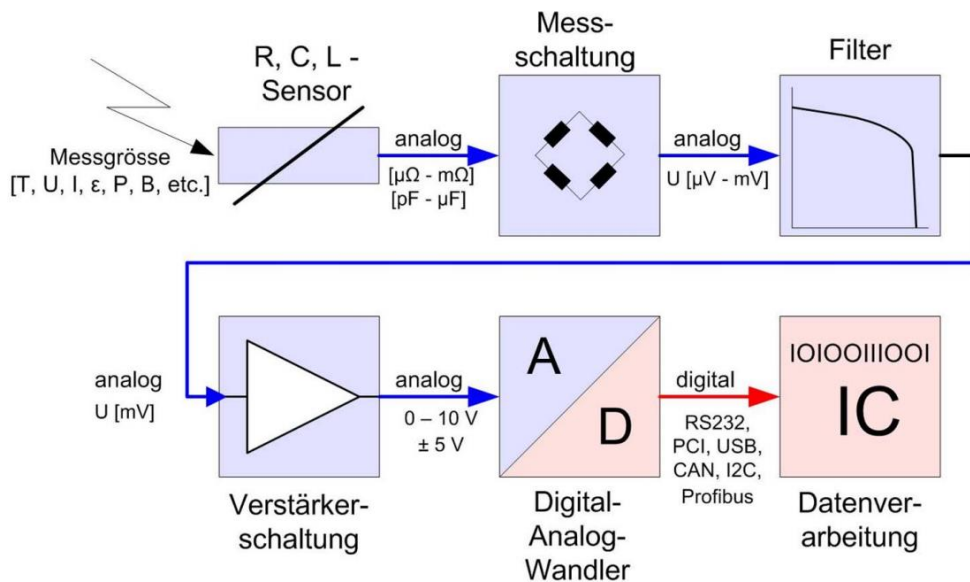 R, C, L -
Sensor
Messgrösse
[T, U, I, ε, P, B, etc.]
analog
[µΩ - mΩ]
[pF - µF]
Mess-
schaltung
analog
U [µV - mV]
Filter
analog
U [mV]
Verstärker-
schaltung
analog
0 – 10 V
± 5 V
A
D
Digital-
Analog-
Wandler
digital
RS232,
PCI, USB,
CAN, I2C,
Profibus
IOIOOIIIOOI
IC
Datenver-
arbeitung